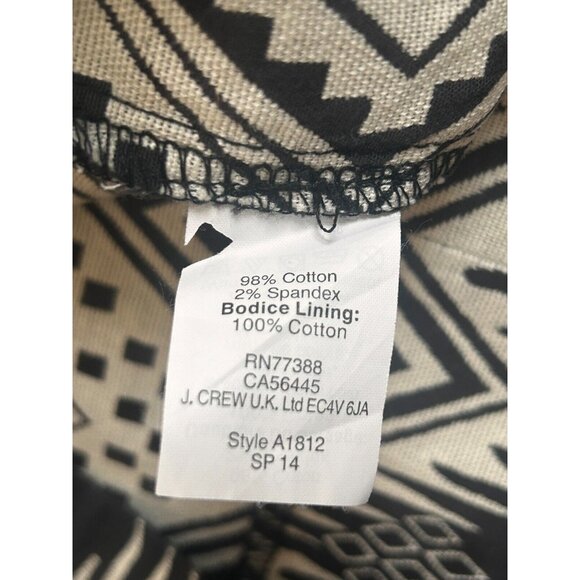 98% Cotton
2% Spandex
Bodice Lining:
100% Cotton
RN77388
CA56445
J. CREW U.K. Ltd EC4V 6JA
Style A1812
SP 14